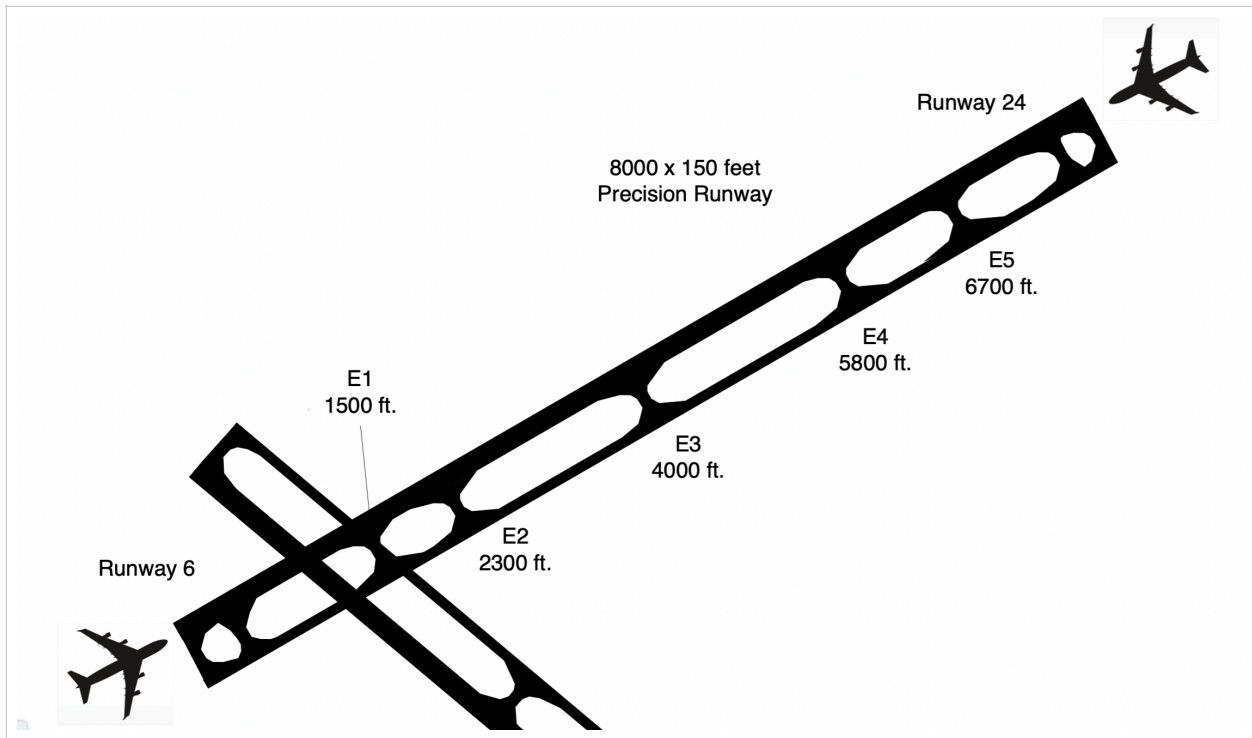 Runway 24
8000 x 150 feet
Precision Runway
E5
6700 ft.
E4
5800 ft.
E1
1500 ft.
E3
4000 ft.
E2
2300 ft.
Runway 6